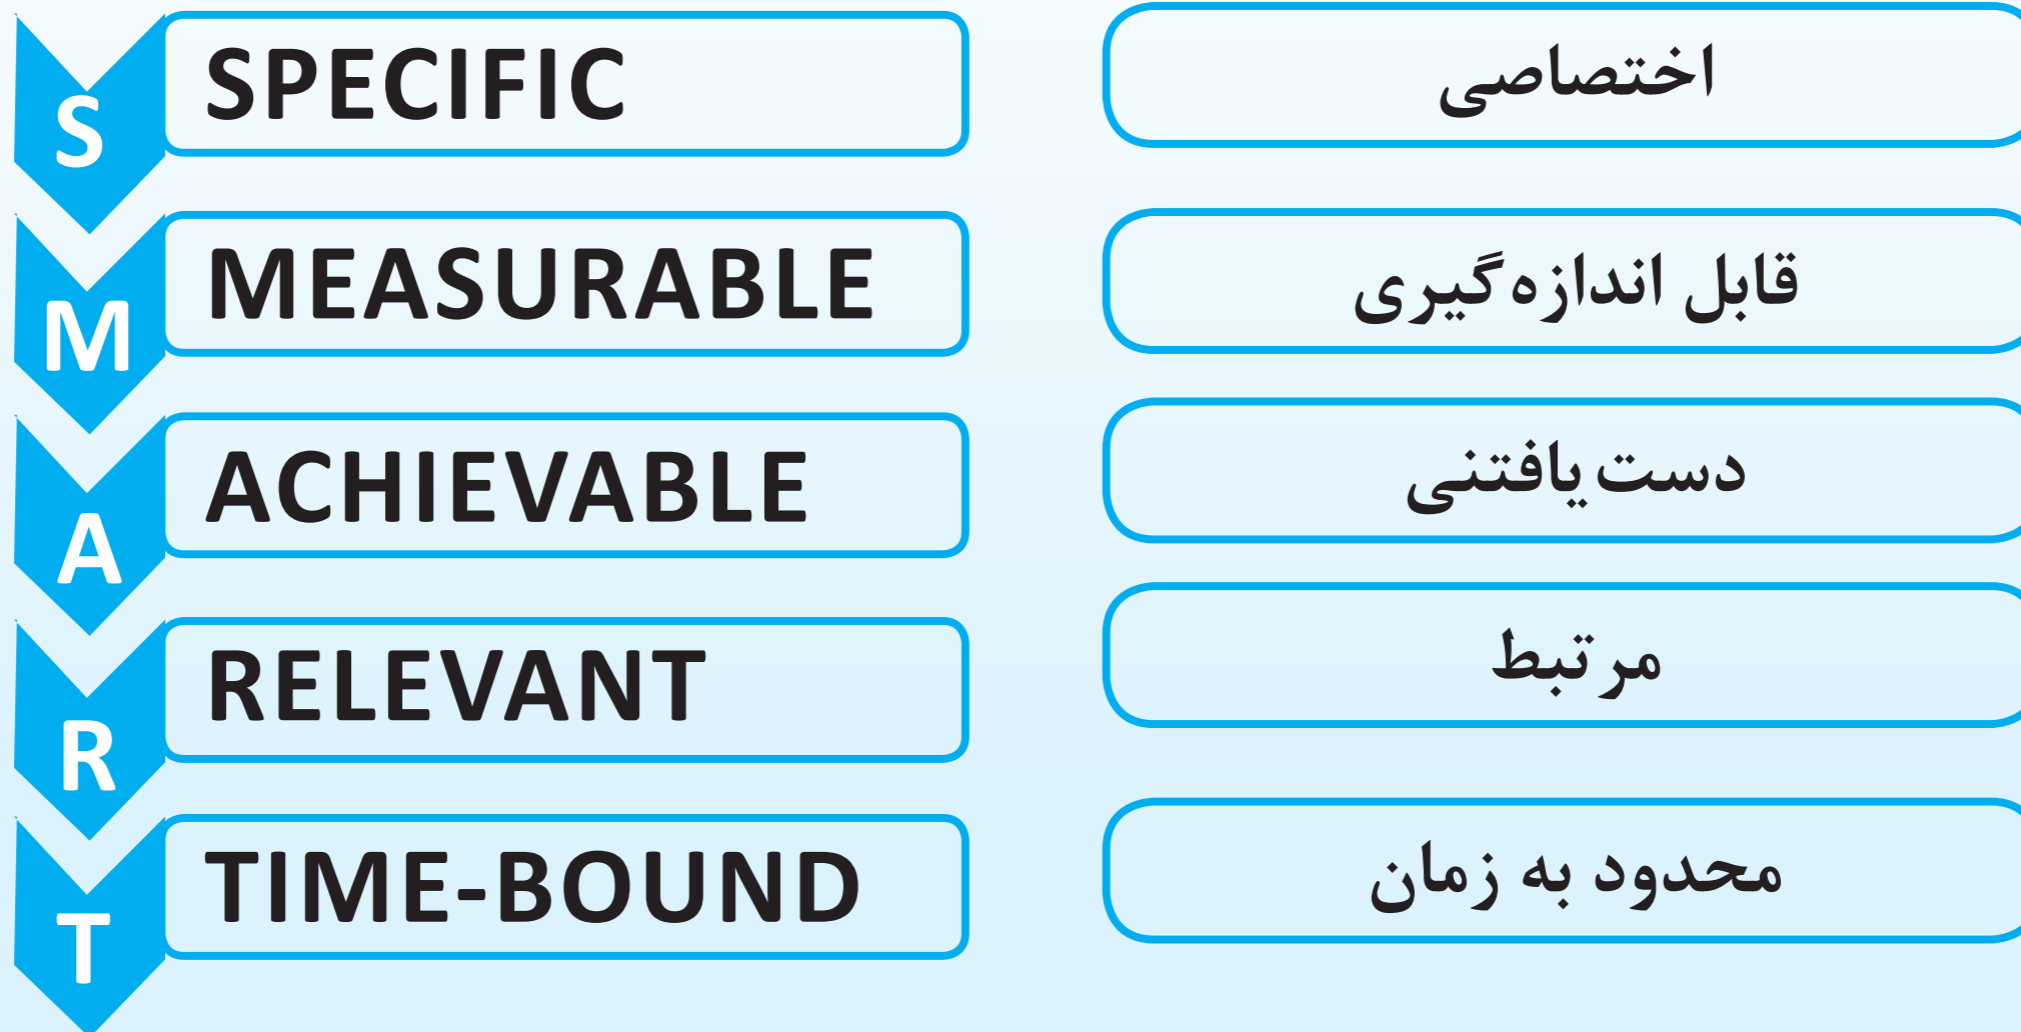 S
SPECIFIC
اختصاصی
M
MEASURABLE
قابل اندازه‌گیری
A
ACHIEVABLE
دست‌یافتنی
R
RELEVANT
مرتبط
T
TIME-BOUND
محدود به زمان